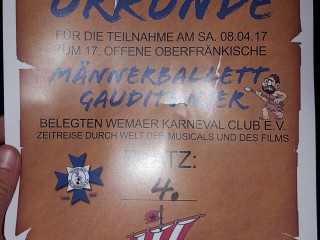 URKUNDE
FÜR DIE TEILNAHME AM SA. 08.04.17
ZUM 17. OFFENE OBERFRÄNKISCHE
MÄNNERBALLETT
GAUDITURNIER
BELEGTEN WEMAER KARNEVAL CLUB E.V.
ZEITREISE DURCH WELT DER MUSICALS UND DES FILMS
PLATZ:
4.